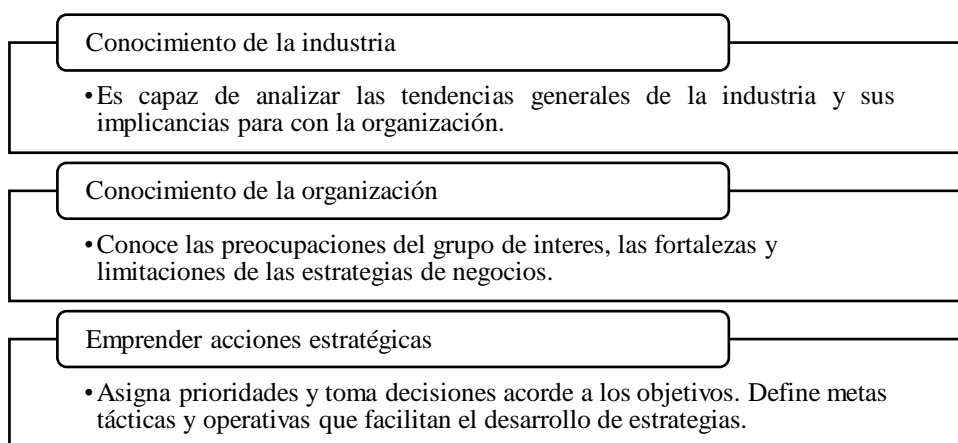 Conocimiento de la industria
•Es capaz de analizar las tendencias generales de la industria y sus
implicancias para con la organización.
Conocimiento de la organización
•Conoce las preocupaciones del grupo de interes, las fortalezas y
limitaciones de las estrategias de negocios.
Emprender acciones estratégicas
•Asigna prioridades y toma decisiones acorde a los objetivos. Define metas
tácticas y operativas que facilitan el desarrollo de estrategias.